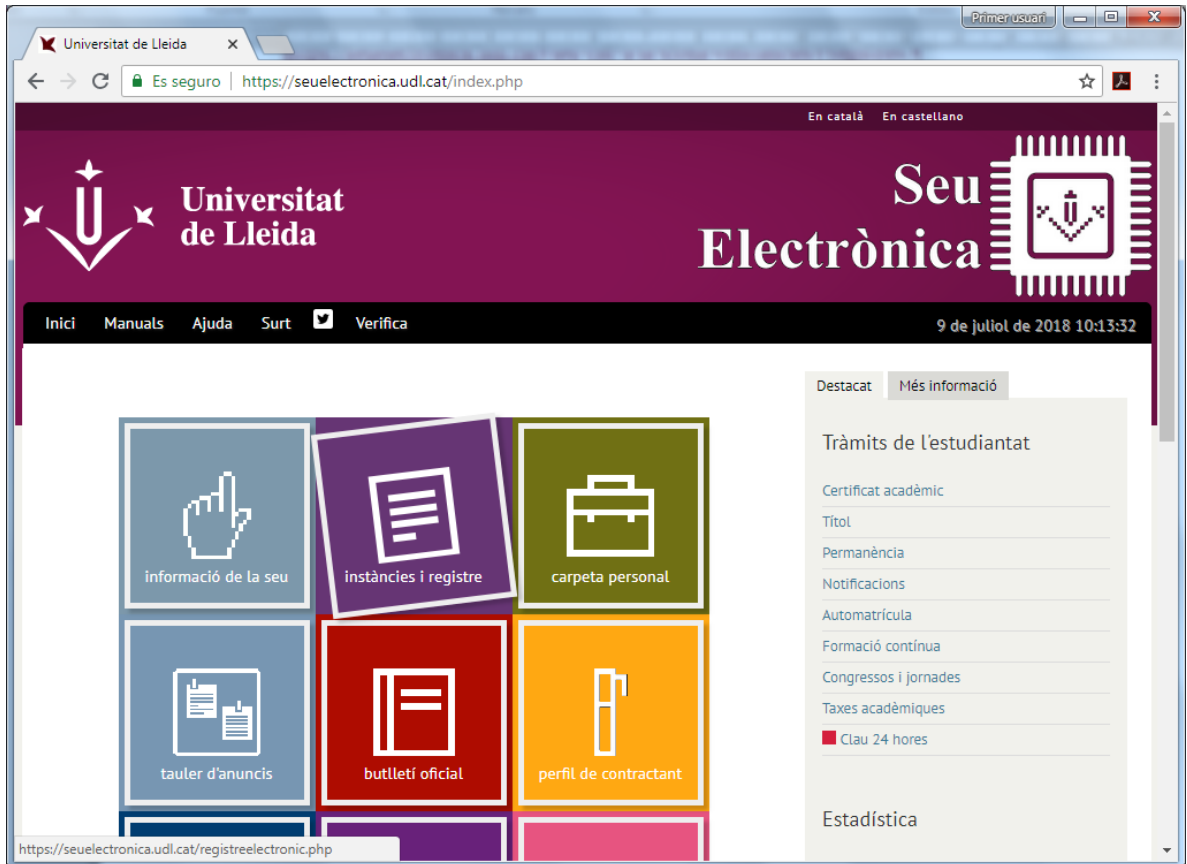 Primer usuari
Universitat de Lleida
Es seguro | https://seuelectronica.udl.cat/index.php
En català En castellano
Universitat
de Lleida
Seu
Electrònica
Inici Manuals Ajuda Surt Verifica
9 de juliol de 2018 10:13:32
Destacat Més informació
informació de la seu
instàncies i registre
carpeta personal
tauler d'anuncis
butlletí oficial
perfil de contractant
Tràmits de l'estudiantat
Certificat acadèmic
Títol
Permanència
Notificacions
Automatrícula
Formació contínua
Congressos i jornades
Taxes acadèmiques
Clau 24 hores
Estadística
https://seuelectronica.udl.cat/registreelectronic.php